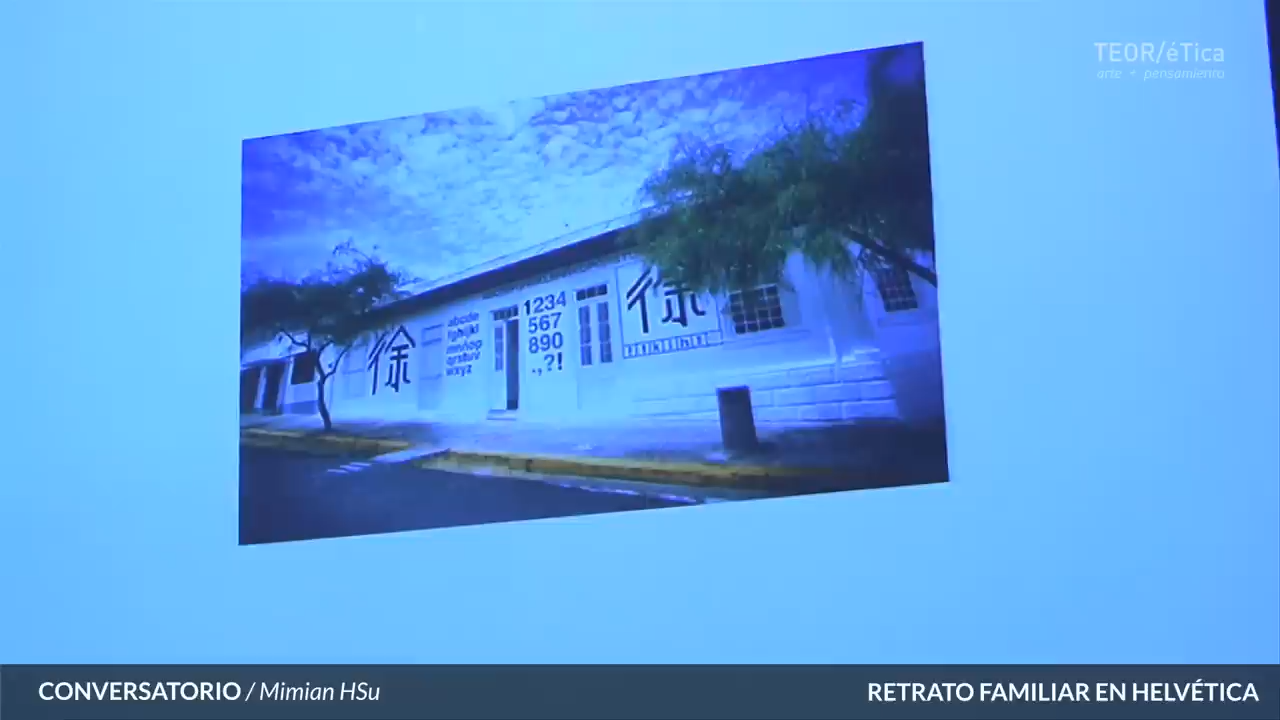 TEOR/éTica
arte + pensamiento
徐
abcde
fghijkl
mnñop
qrstuv
wxyz
1234
567
890
.,?!
徐
CONVERSATORIO / Mimian HSu
RETRATO FAMILIAR EN HELVÉTICA